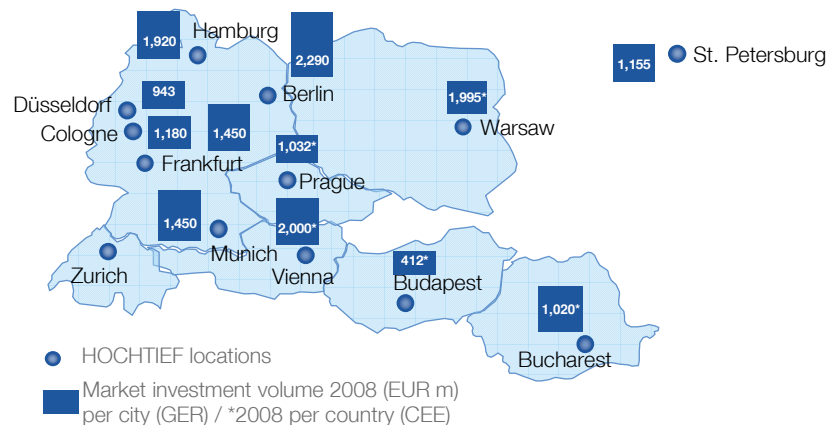 Hamburg
1,920
2,290
1,155
St. Petersburg
943
Düsseldorf
Berlin
1,995*
Cologne
1,180
1,450
Warsaw
1,032*
Frankfurt
Prague
1,450
2,000*
Munich
412*
Zurich
Vienna
Budapest
1,020*
Bucharest
HOCHTIEF locations
Market investment volume 2008 (EUR m)
per city (GER) / *2008 per country (CEE)